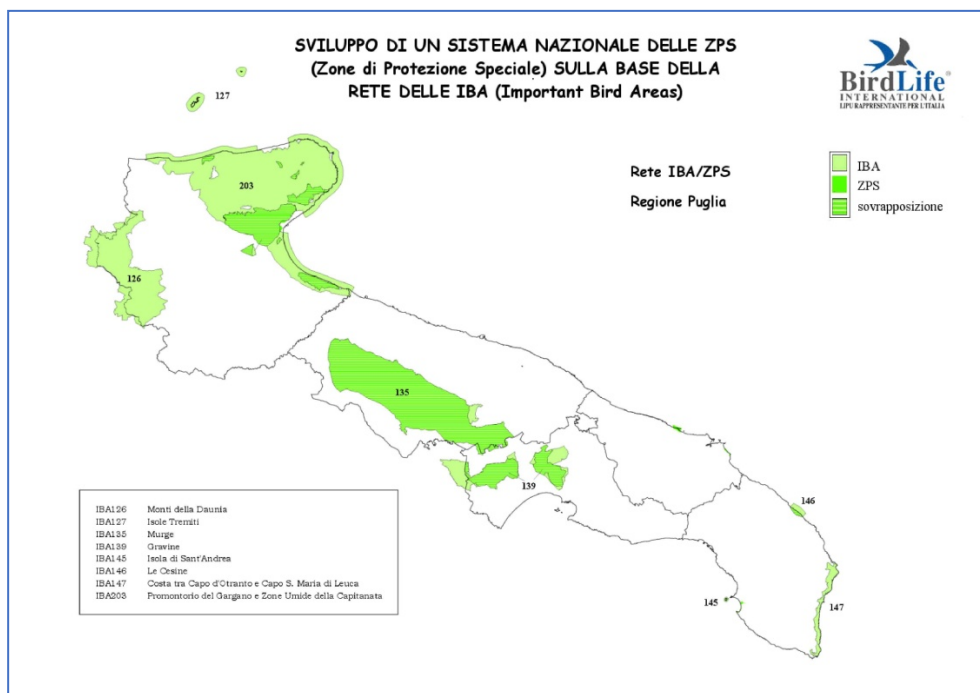 SVILUPPO DI UN SISTEMA NAZIONALE DELLE ZPS
(Zone di Protezione Speciale) SULLA BASE DELLA
RETE DELLE IBA (Important Bird Areas)
BirdLife
INTERNATIONAL
LIPU RAPPRESENTANTE PER L'ITALIA
Rete IBA/ZPS
Regione Puglia
IBA
ZPS
sovrapposizione
127
203
126
135
139
146
145
147
IBA126 Monti della Daunia
IBA127 Isole Tremiti
IBA135 Murge
IBA139 Gravine
IBA145 Isola di Sant'Andrea
IBA146 Le Cesine
IBA147 Costa tra Capo d'Otranto e Capo S. Maria di Leuca
IBA203 Promontorio del Gargano e Zone Umide della Capitanata